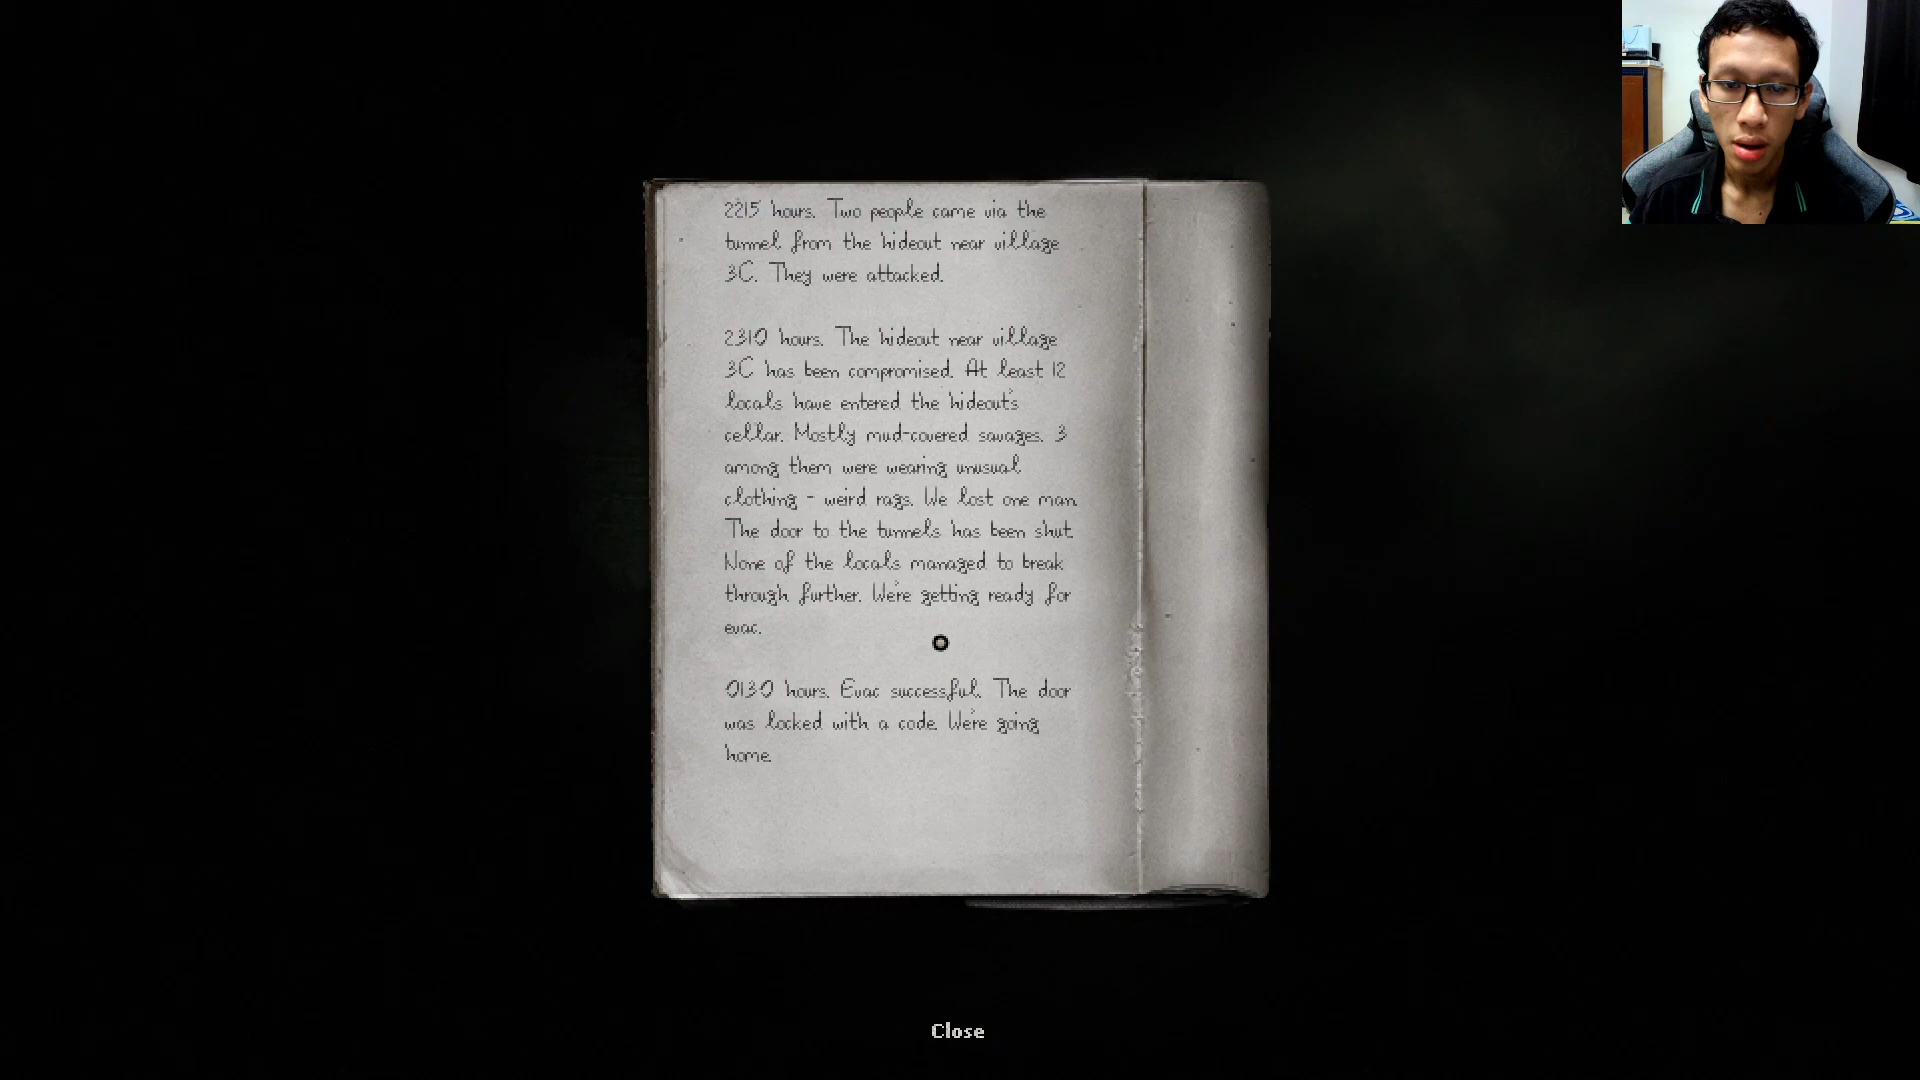 2215 hours. Two people came via the
tunnel from the hideout near village
3C. They were attacked.
2310 hours. The hideout near village
3C has been compromised. At least 12
locals have entered the hideout's
cellar. Mostly mud-covered savages. 3
among them were wearing unusual
clothing - weird rags. We lost one man.
The door to the tunnels has been shut.
None of the locals managed to break
through further. We're getting ready for
evac.
0130 hours. Evac successful. The door
was locked with a code. We're going
home.
Close